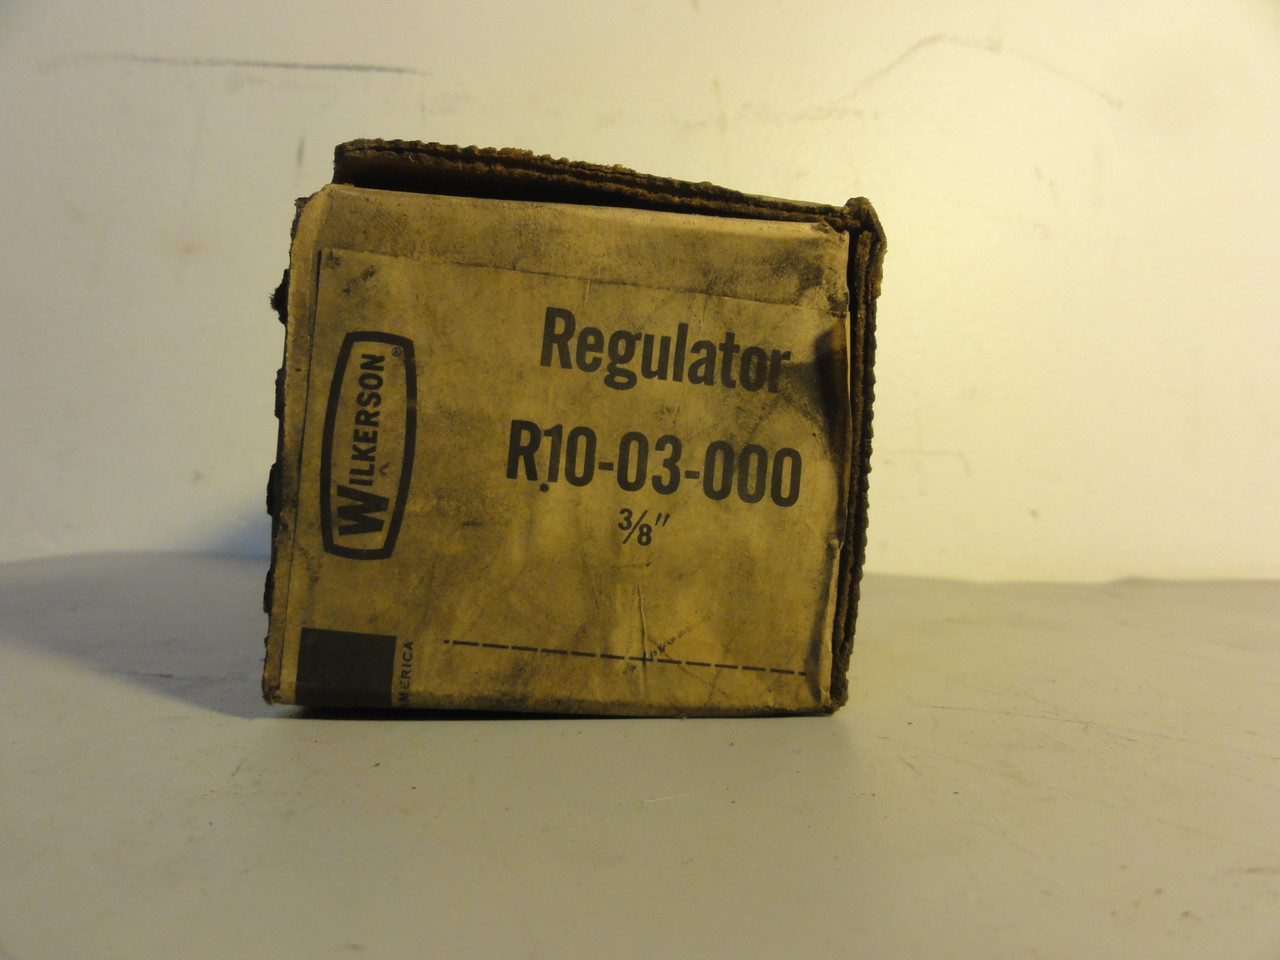 Regulator
R10-03-000
3/8"
WILKERSON®
MERICA